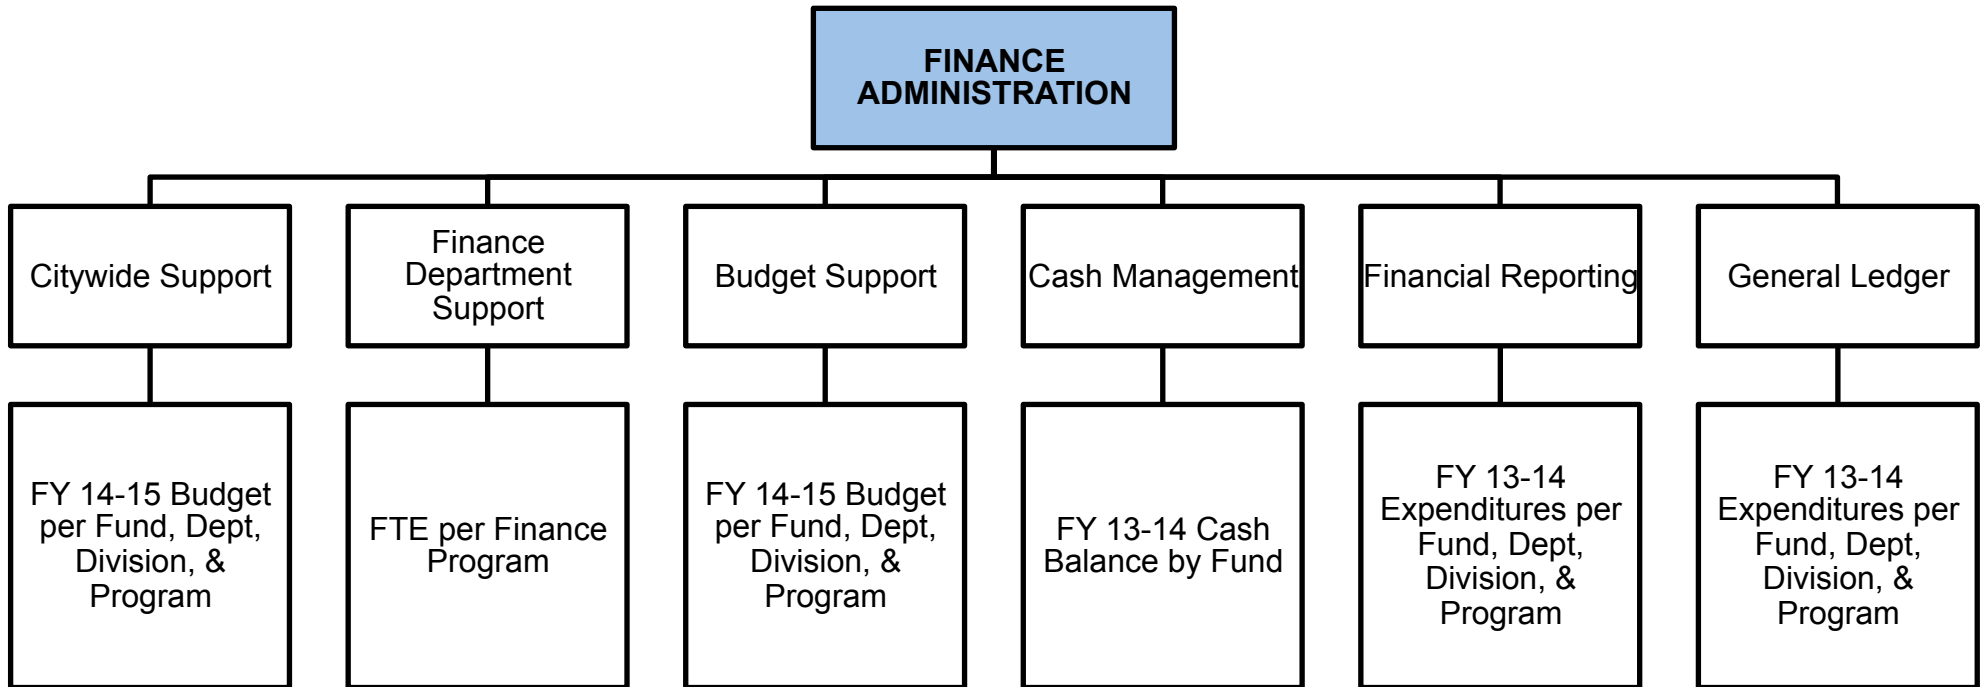 FINANCE
ADMINISTRATION
Citywide Support
Finance
Department
Support
Budget Support
Cash Management
Financial Reporting
General Ledger
FY 14-15 Budget
per Fund, Dept,
Division, &
Program
FTE per Finance
Program
FY 14-15 Budget
per Fund, Dept,
Division, &
Program
FY 13-14 Cash
Balance by Fund
FY 13-14
Expenditures per
Fund, Dept,
Division, &
Program
FY 13-14
Expenditures per
Fund, Dept,
Division, &
Program